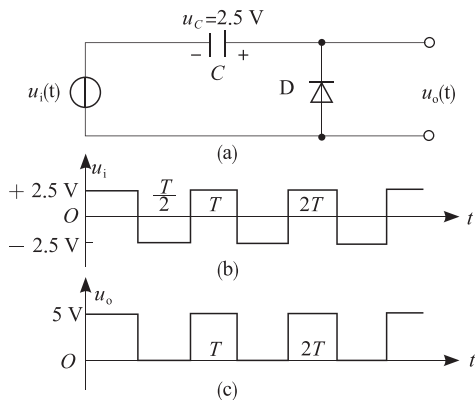 u_C=2.5 V
− +
C
u_i(t)
D
u_o(t)
(a)
u_i
+ 2.5 V
T/2
T
2T
O
t
− 2.5 V
(b)
u_o
5 V
T
2T
O
t
(c)